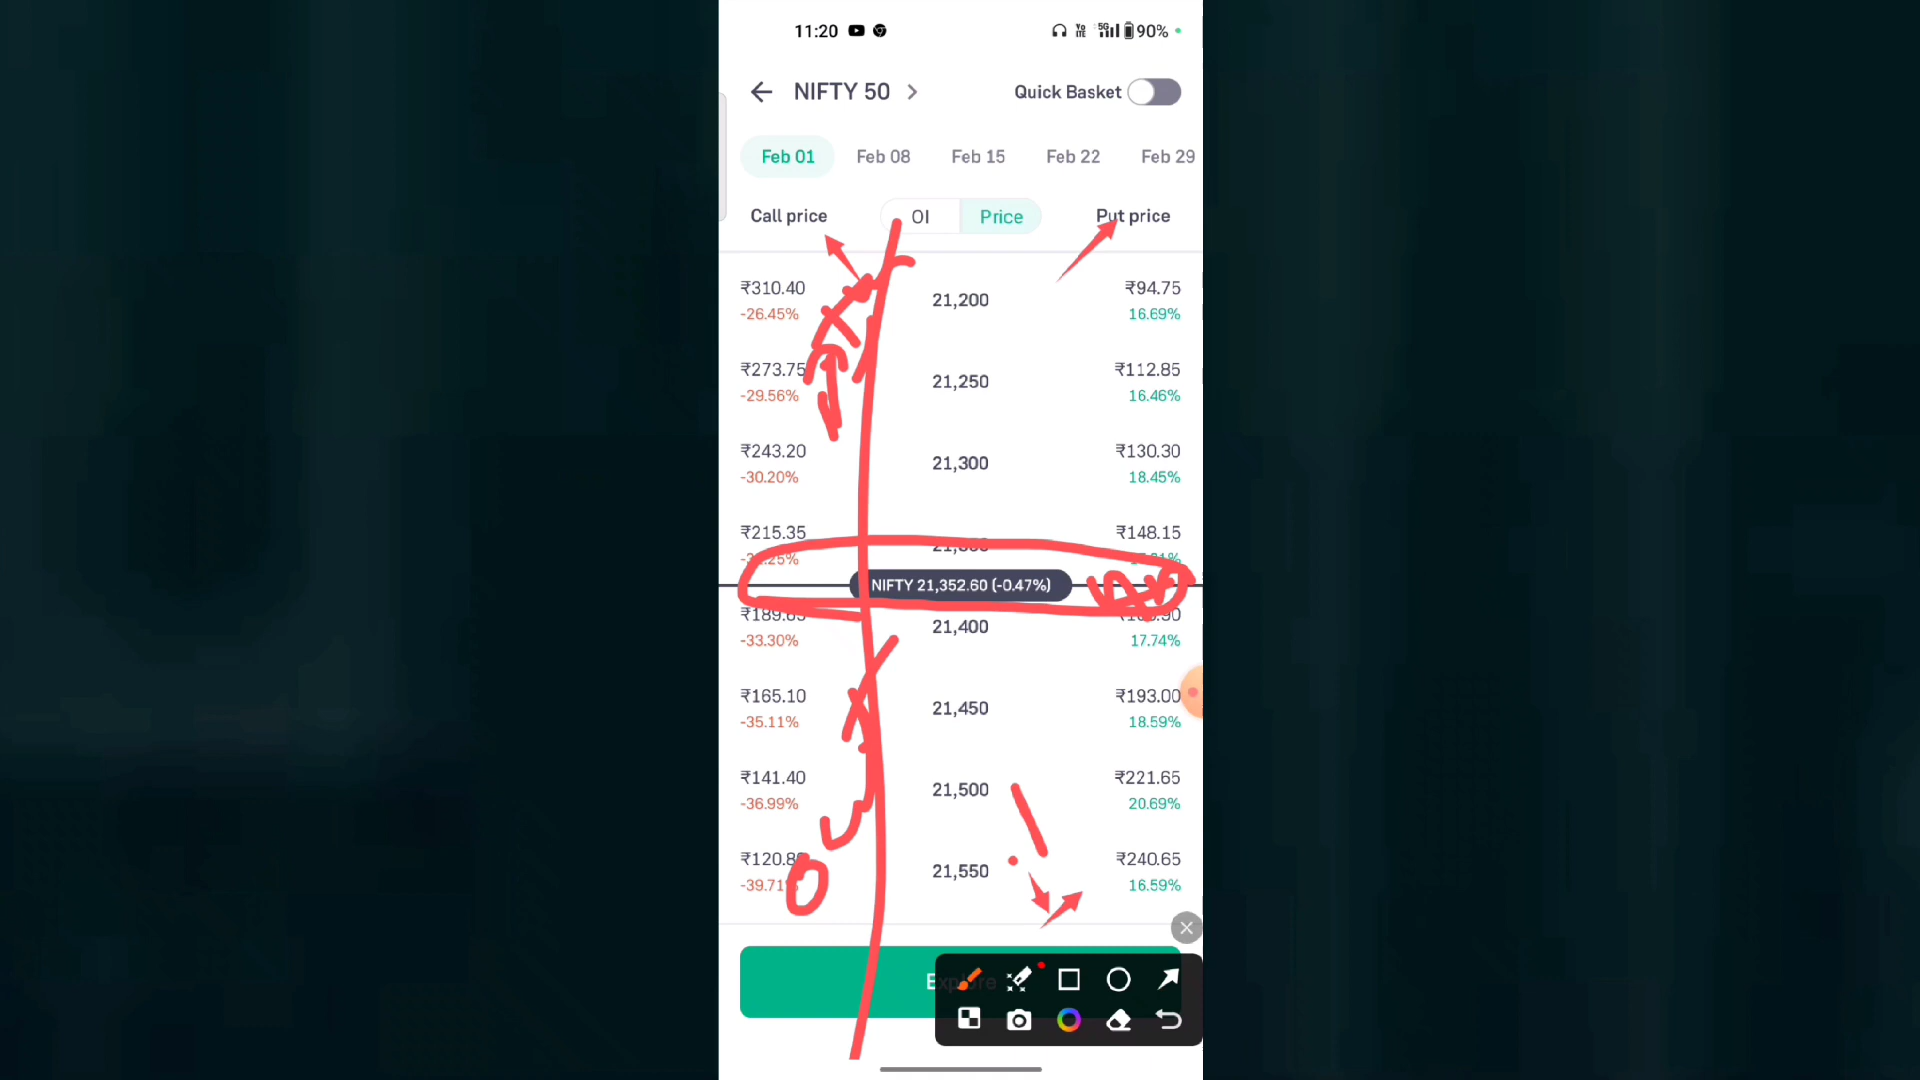 11:20 5G 90%
NIFTY 50 Quick Basket
Feb 01 Feb 08 Feb 15 Feb 22 Feb 29
Call price OI Price Put price
₹310.40 21,200 ₹94.75
-26.45% 16.69%
₹273.75 21,250 ₹112.85
-29.56% 16.46%
₹243.20 21,300 ₹130.30
-30.20% 18.45%
₹215.35 ₹148.15
NIFTY 21,352.60 (-0.47%)
21,400
-33.30% 17.74%
₹165.10 21,450 ₹193.00
-35.11% 18.59%
₹141.40 21,500 ₹221.65
-36.99% 20.69%
21,550 ₹240.65
-39.71% 16.59%
Explore